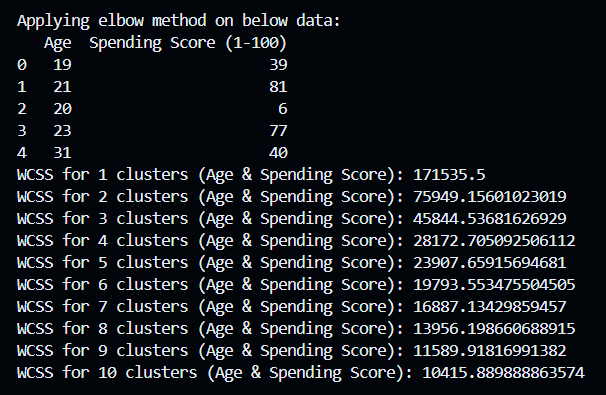 Applying elbow method on below data:
Age Spending Score (1-100)
0 19 39
1 21 81
2 20 6
3 23 77
4 31 40
WCSS for 1 clusters (Age & Spending Score): 171535.5
WCSS for 2 clusters (Age & Spending Score): 75949.15601023019
WCSS for 3 clusters (Age & Spending Score): 45844.53681626929
WCSS for 4 clusters (Age & Spending Score): 28172.705092506112
WCSS for 5 clusters (Age & Spending Score): 23907.65915694681
WCSS for 6 clusters (Age & Spending Score): 19793.553475504505
WCSS for 7 clusters (Age & Spending Score): 16887.13429859457
WCSS for 8 clusters (Age & Spending Score): 13956.198660688915
WCSS for 9 clusters (Age & Spending Score): 11589.91816991382
WCSS for 10 clusters (Age & Spending Score): 10415.889888863574